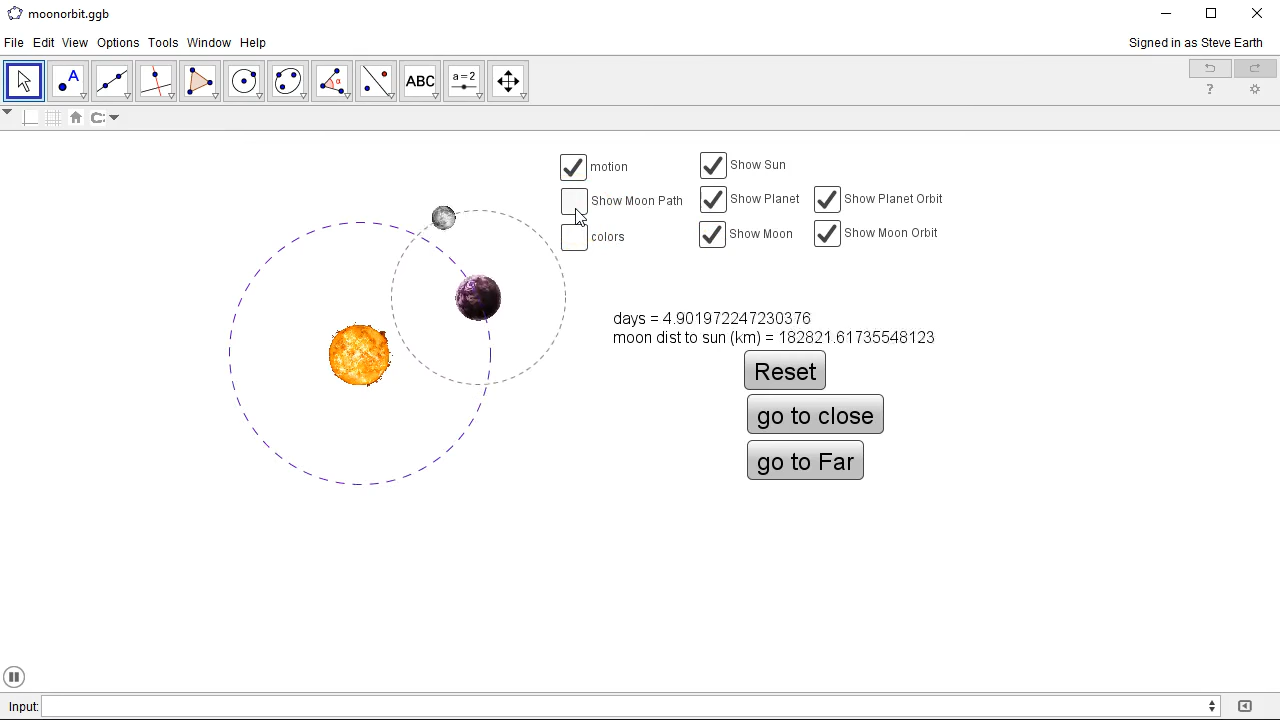 moonorbit.ggb
File Edit View Options Tools Window Help
Signed in as Steve Earth
A
α
ABC
a=2
?
motion
Show Sun
Show Moon Path
Show Planet
Show Planet Orbit
colors
Show Moon
Show Moon Orbit
days = 4.901972247230376
moon dist to sun (km) = 182821.61735548123
Reset
go to close
go to Far
Input: